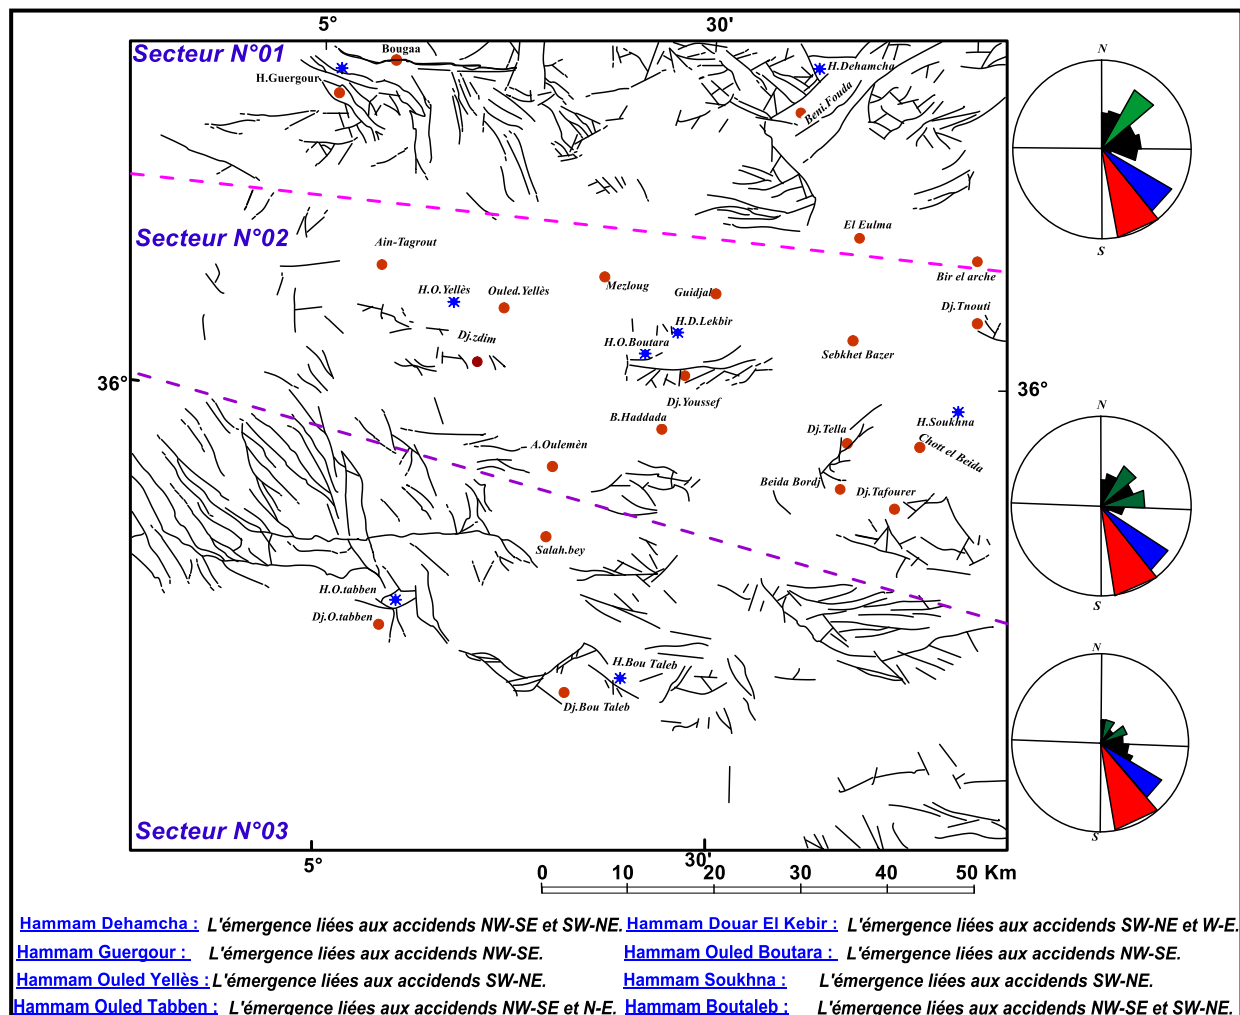 5° 30'
Secteur N°01
Bougaa
H.Guergour
H.Dehamcha
Beni.Fouda
N
S
Secteur N°02
Ain-Tagrout
El Eulma
Bir el arche
H.O.Yellès
Ouled.Yellès
Mezloug
Guidjal
Dj.Tnouti
H.D.Lekbir
Dj.zdim
H.O.Boutara
Sebkhet Bazer
36° 36°
Dj.Youssef
B.Haddada
H.Soukhna
N
Dj.Tella
A.Oulemèn
Chott el Beida
Beida Bordj
Dj.Tafourer
Salah.bey
H.O.tabben
Dj.O.tabben
S
N
H.Bou Taleb
Dj.Bou Taleb
Secteur N°03
S
5° 30'
0 10 20 30 40 50 Km
Hammam Dehamcha : L'émergence liées aux accidends NW-SE et SW-NE. Hammam Douar El Kebir : L'émergence liées aux accidends SW-NE et W-E.
Hammam Guergour : L'émergence liées aux accidends NW-SE. Hammam Ouled Boutara : L'émergence liées aux accidends NW-SE.
Hammam Ouled Yellès : L'émergence liées aux accidends SW-NE. Hammam Soukhna : L'émergence liées aux accidends SW-NE.
Hammam Ouled Tabben : L'émergence liées aux accidends NW-SE et N-E. Hammam Boutaleb : L'émergence liées aux accidends NW-SE et SW-NE.